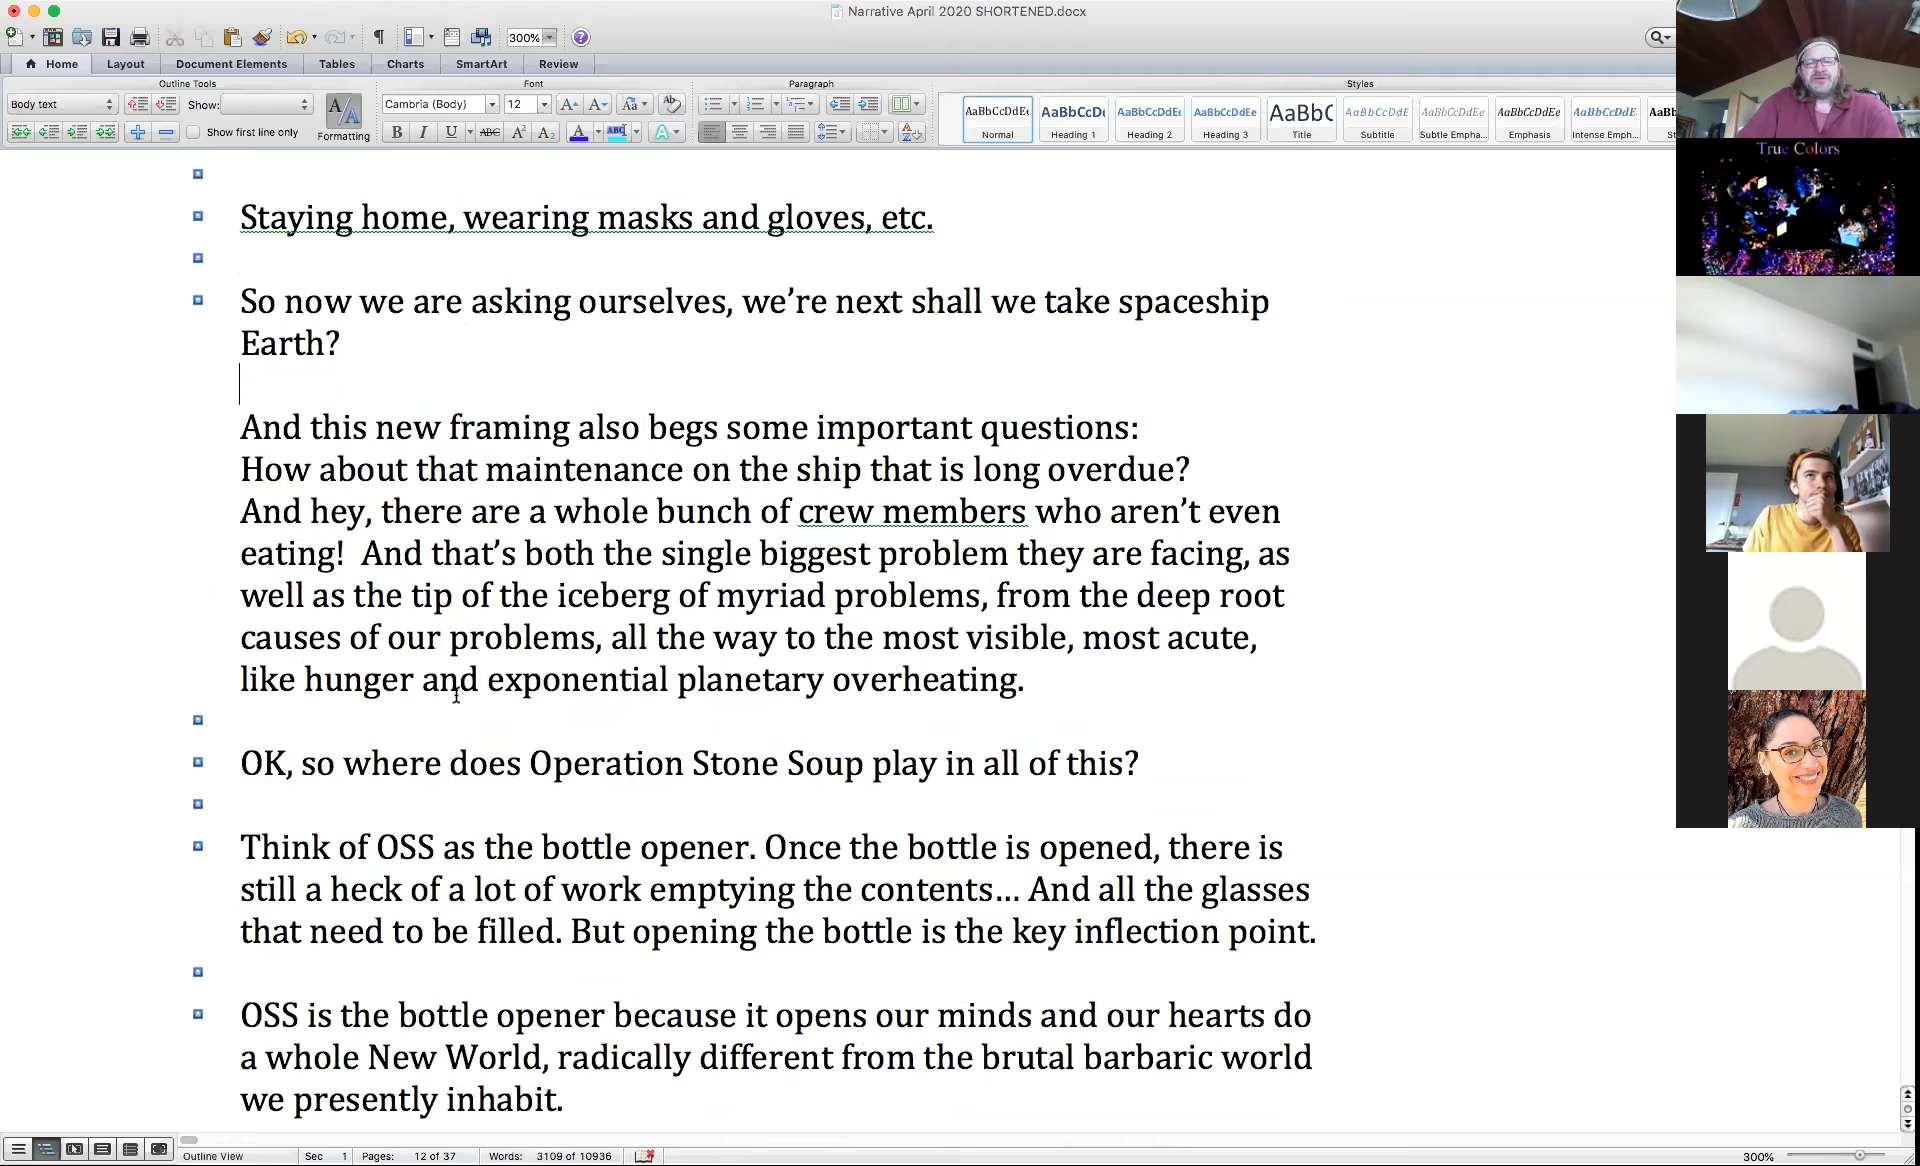 Narrative April 2020 SHORTENED.docx
300%
Home Layout Document Elements Tables Charts SmartArt Review
Outline Tools Font Paragraph Styles
Body text Show: Cambria (Body) 12
Show first line only Formatting
AaBbCcDdEe AaBbCcDc AaBbCcDdEe AaBbCcDdEe AaBbC AaBbCcDdE AaBbCcDdEe AaBbCcDdEe AaBbCcDdE AaBb
Normal Heading 1 Heading 2 Heading 3 Title Subtitle Subtle Empha... Emphasis Intense Emph... St
True Colors
Staying home, wearing masks and gloves, etc.
So now we are asking ourselves, we’re next shall we take spaceship
Earth?
And this new framing also begs some important questions:
How about that maintenance on the ship that is long overdue?
And hey, there are a whole bunch of crew members who aren’t even
eating!  And that’s both the single biggest problem they are facing, as
well as the tip of the iceberg of myriad problems, from the deep root
causes of our problems, all the way to the most visible, most acute,
like hunger and exponential planetary overheating.
OK, so where does Operation Stone Soup play in all of this?
Think of OSS as the bottle opener. Once the bottle is opened, there is
still a heck of a lot of work emptying the contents... And all the glasses
that need to be filled. But opening the bottle is the key inflection point.
OSS is the bottle opener because it opens our minds and our hearts do
a whole New World, radically different from the brutal barbaric world
we presently inhabit.
Outline View Sec 1 Pages: 12 of 37 Words: 3109 of 10936 300%